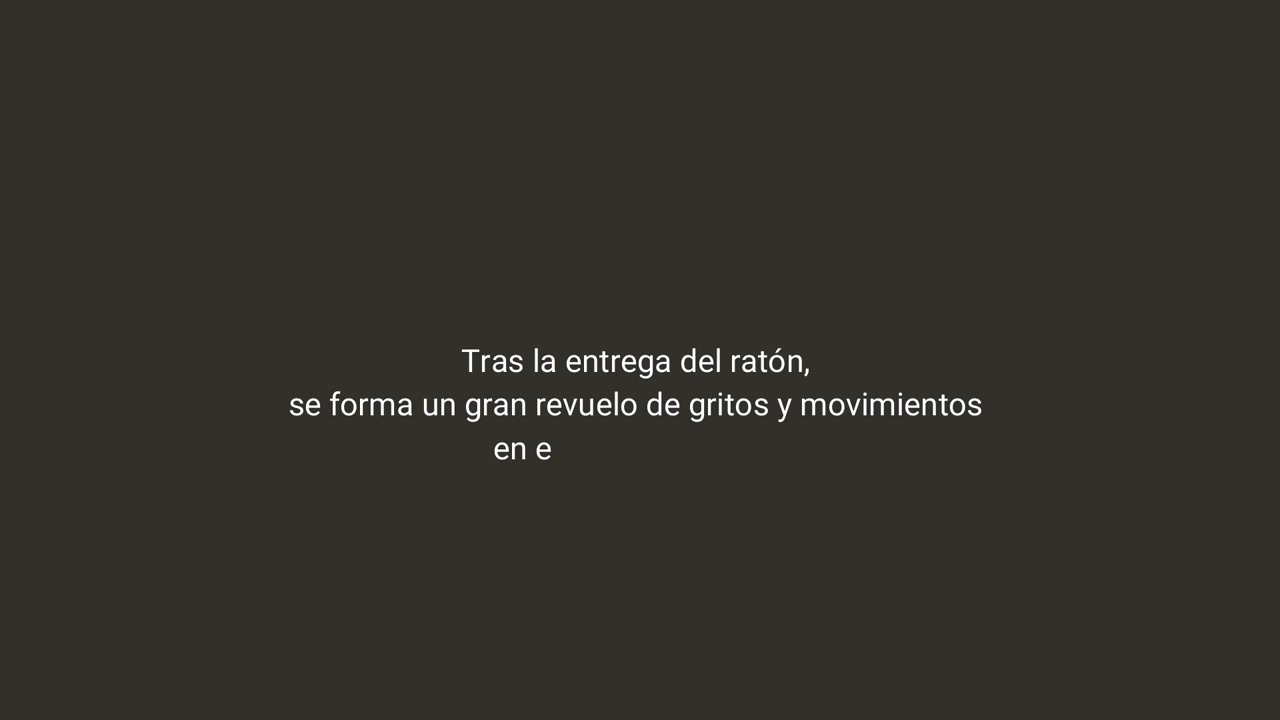 Tras la entrega del ratón,
se forma un gran revuelo de gritos y movimientos
en e